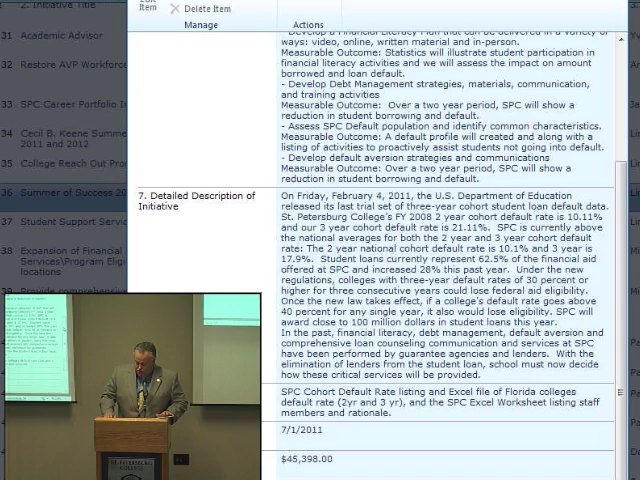 2. Initiative Title
Item
Delete Item
Manage
Actions
31 Academic Advisor
32 Restore AVP Workforce
33 SPC Career Portfolio
34 Cecil B. Keene Summe
2011 and 2012
35 College Reach Out Pro
36 Summer of Success 20
37 Student Support Servic
38 Expansion of Financial
Services\Program Elig
locations
39 Provide comprehensive
- Develop a Financial Literacy Plan that can be delivered in a variety of
ways: video, online, written material and in-person.
Measurable Outcome: Statistics will illustrate student participation in
financial literacy activities and we will assess the impact on amount
borrowed and loan default.
- Develop Debt Management strategies, materials, communication,
and training activities
Measurable Outcome: Over a two year period, SPC will show a
reduction in student borrowing and default.
- Assess SPC Default population and identify common characteristics.
Measurable Outcome: A default profile will created and along with a
listing of activities to proactively assist students not going into default.
- Develop default aversion strategies and communications
Measurable Outcome: Over a two year period, SPC will show a
reduction in student borrowing and default.
7. Detailed Description of
Initiative
On Friday, February 4, 2011, the U.S. Department of Education
released its last trial set of three-year cohort student loan default data.
St. Petersburg College's FY 2008 2 year cohort default rate is 10.11%
and our 3 year cohort default rate is 21.11%. SPC is currently above
the national averages for both the 2 year and 3 year cohort default
rate: The 2 year national cohort default rate is 10.1% and 3 year is
17.9%. Student loans currently represent 62.5% of the financial aid
offered at SPC and increased 28% this past year. Under the new
regulations, colleges with three-year default rates of 30 percent or
higher for three consecutive years could lose federal aid eligibility.
Once the new law takes effect, if a college's default rate goes above
40 percent for any single year, it also would lose eligibility. SPC will
award close to 100 million dollars in student loans this year.
In the past, financial literacy, debt management, default aversion and
comprehensive loan counseling communication and services at SPC
have been performed by guarantee agencies and lenders. With the
elimination of lenders from the student loan, school must now decide
how these critical services will be provided.
SPC Cohort Default Rate listing and Excel file of Florida colleges
default rate (2yr and 3 yr), and the SPC Excel Worksheet listing staff
members and rationale.
7/1/2011
$45,398.00
ST. PETERSBURG
COLLEGE